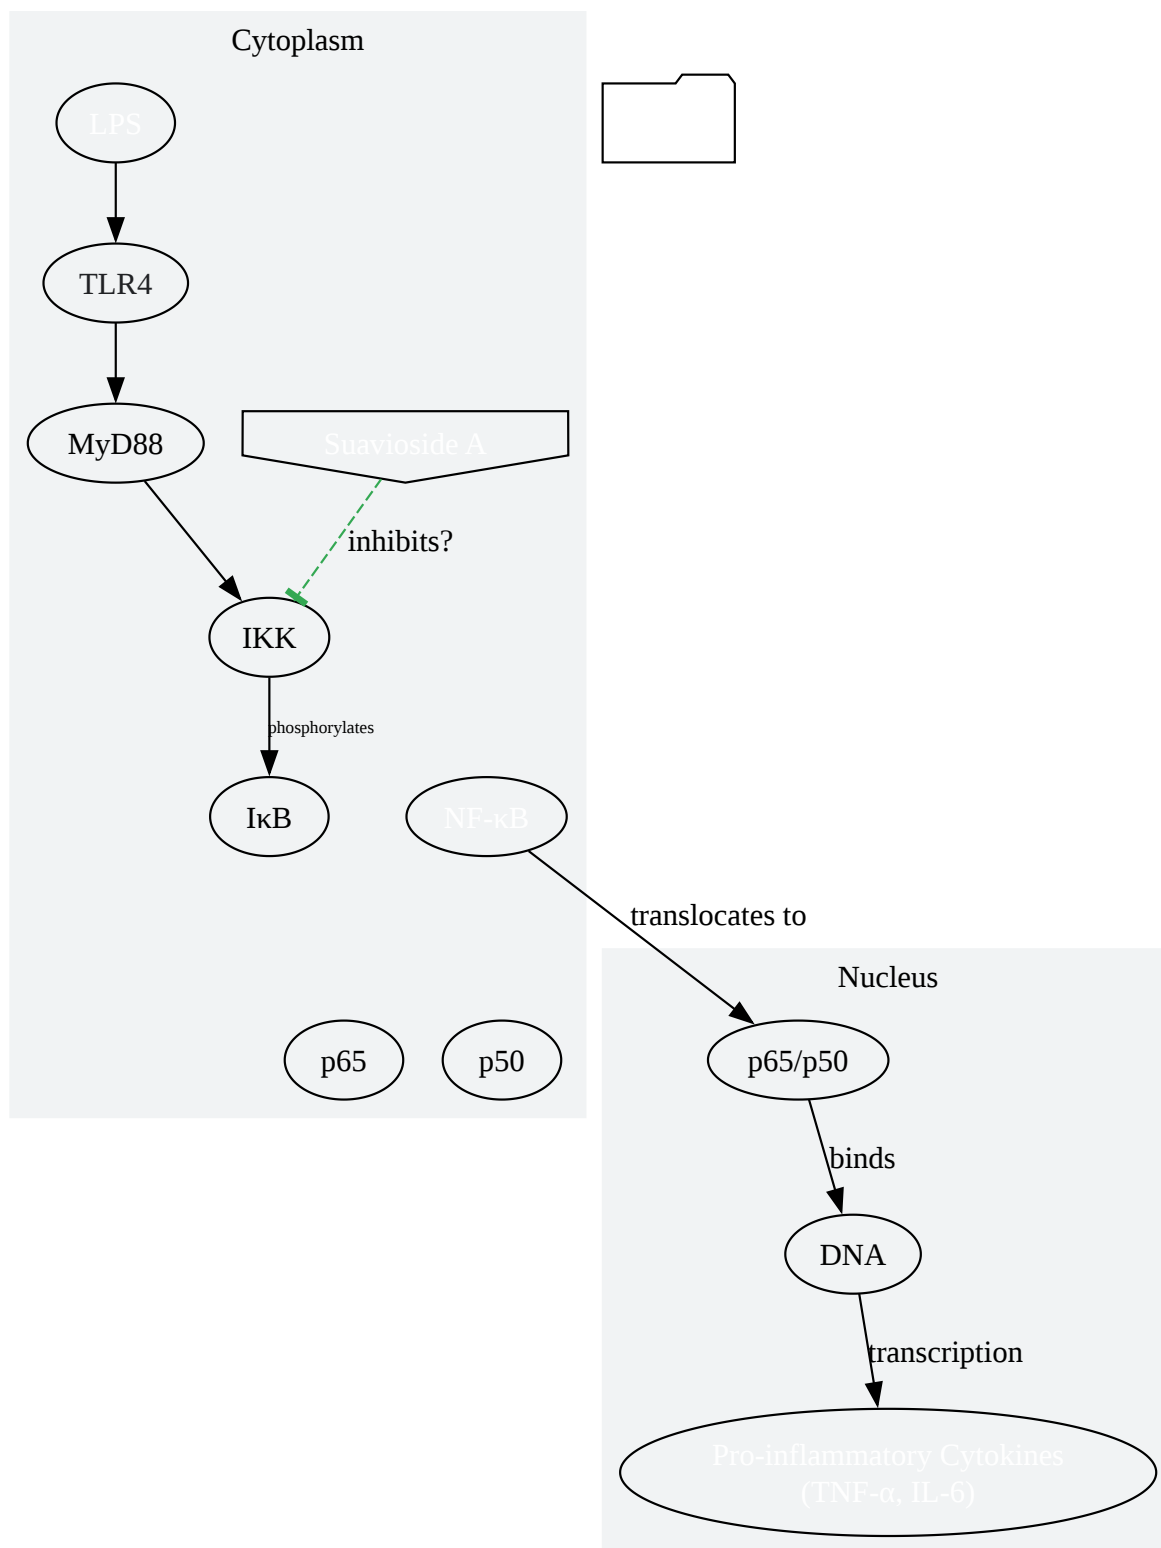 Cytoplasm
LPS
TLR4
MyD88
Suavioside A
inhibits?
IKK
phosphorylates
IκB
NF-κB
translocates to
Nucleus
p65
p50
p65/p50
binds
DNA
transcription
Pro-inflammatory Cytokines
(TNF-α, IL-6)